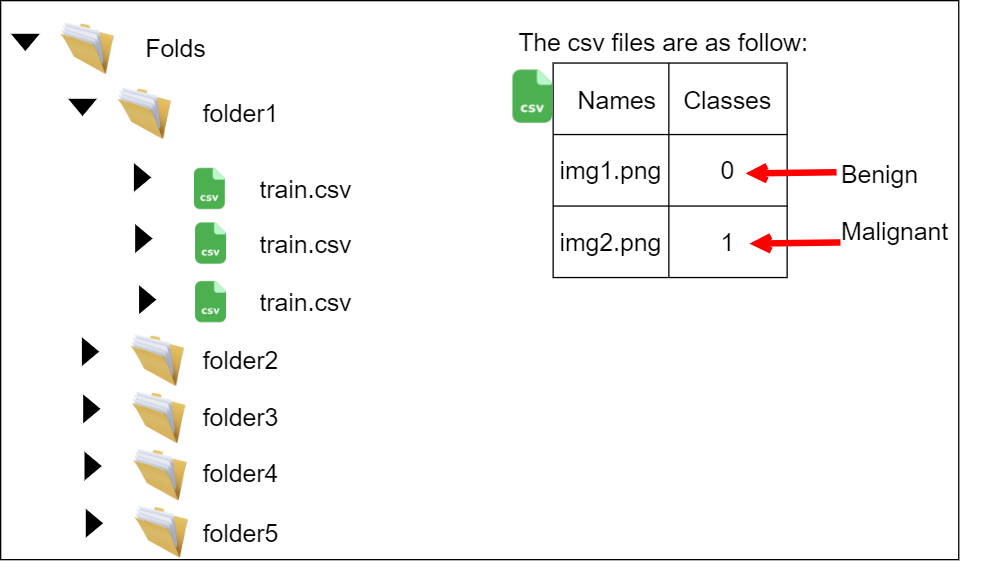 Folds
folder1
csv train.csv
csv train.csv
csv train.csv
folder2
folder3
folder4
folder5
The csv files are as follow:
csv Names Classes
img1.png 0 Benign
img2.png 1 Malignant